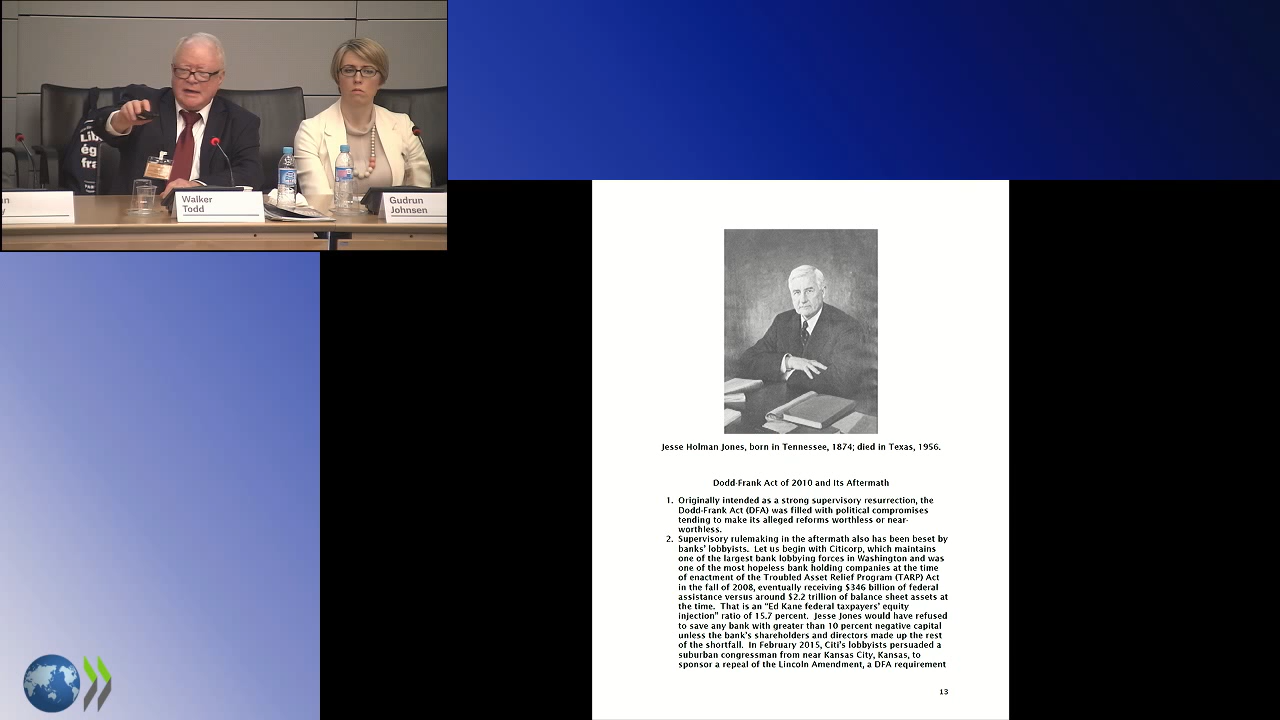 Lib
ég
fra
PAR
Walker
Todd
Gudrun
Johnsen
Jesse Holman Jones, born in Tennessee, 1874; died in Texas, 1956.
Dodd-Frank Act of 2010 and Its Aftermath
1. Originally intended as a strong supervisory resurrection, the
Dodd-Frank Act (DFA) was filled with political compromises
tending to make its alleged reforms worthless or near-
worthless.
2. Supervisory rulemaking in the aftermath also has been beset by
banks' lobbyists. Let us begin with Citicorp, which maintains
one of the largest bank lobbying forces in Washington and was
one of the most hopeless bank holding companies at the time
of enactment of the Troubled Asset Relief Program (TARP) Act
in the fall of 2008, eventually receiving $346 billion of federal
assistance versus around $2.2 trillion of balance sheet assets at
the time. That is an "Ed Kane federal taxpayers' equity
injection" ratio of 15.7 percent. Jesse Jones would have refused
to save any bank with greater than 10 percent negative capital
unless the bank's shareholders and directors made up the rest
of the shortfall. In February 2015, Citi's lobbyists persuaded a
suburban congressman from near Kansas City, Kansas, to
sponsor a repeal of the Lincoln Amendment, a DFA requirement
13